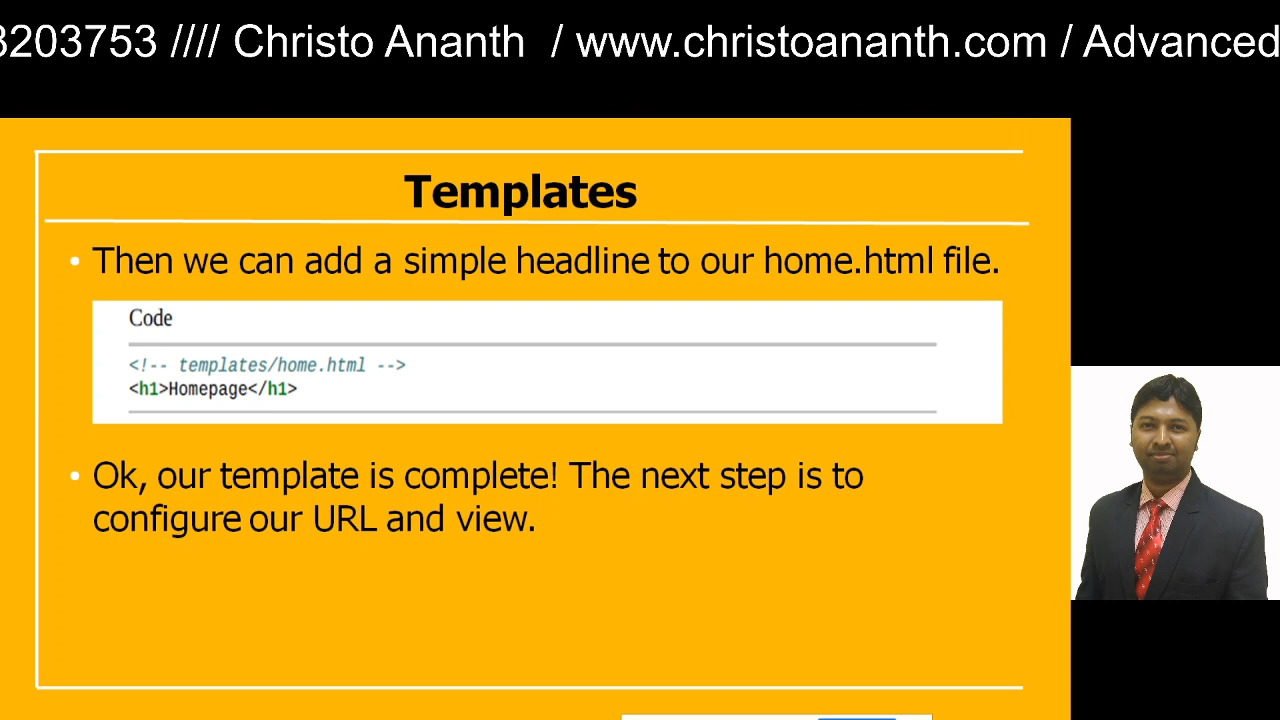 8203753 //// Christo Ananth / www.christoananth.com / Advanced
Templates
• Then we can add a simple headline to our home.html file.
Code
<!-- templates/home.html -->
<h1>Homepage</h1>
• Ok, our template is complete! The next step is to
configure our URL and view.